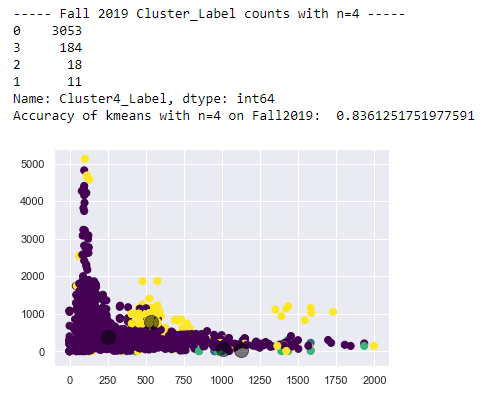 ----- Fall 2019 Cluster_Label counts with n=4 -----
0    3053
3     184
2      18
1      11
Name: Cluster4_Label, dtype: int64
Accuracy of kmeans with n=4 on Fall2019:  0.8361251751977591
5000
4000
3000
2000
1000
0
0 250 500 750 1000 1250 1500 1750 2000